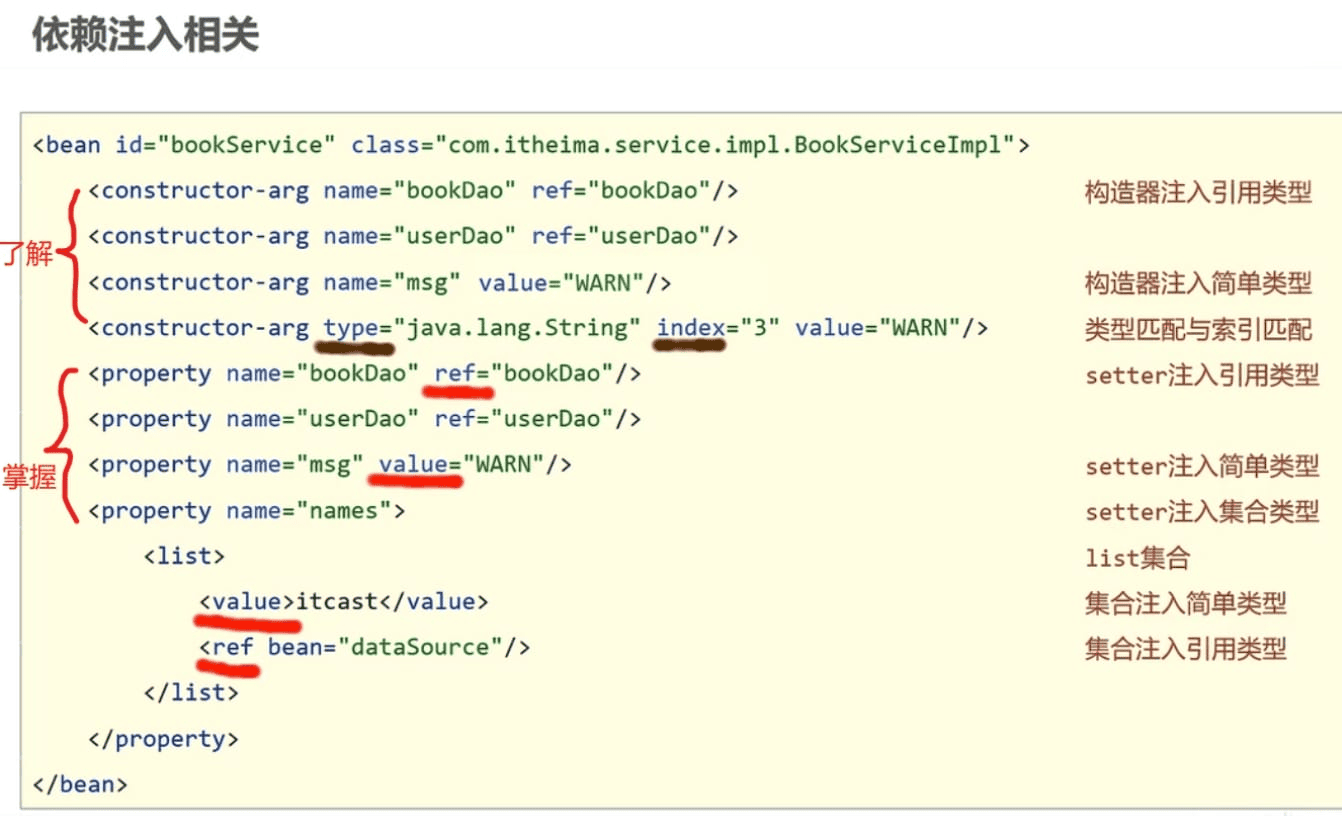 依赖注入相关
<bean id="bookService" class="com.itheima.service.impl.BookServiceImpl">
<constructor-arg name="bookDao" ref="bookDao"/> 构造器注入引用类型
<constructor-arg name="userDao" ref="userDao"/>
了解
<constructor-arg name="msg" value="WARN"/> 构造器注入简单类型
<constructor-arg type="java.lang.String" index="3" value="WARN"/> 类型匹配与索引匹配
<property name="bookDao" ref="bookDao"/> setter注入引用类型
<property name="userDao" ref="userDao"/>
<property name="msg" value="WARN"/> setter注入简单类型
掌握
<property name="names"> setter注入集合类型
<list> list集合
<value>itcast</value> 集合注入简单类型
<ref bean="dataSource"/> 集合注入引用类型
</list>
</property>
</bean>